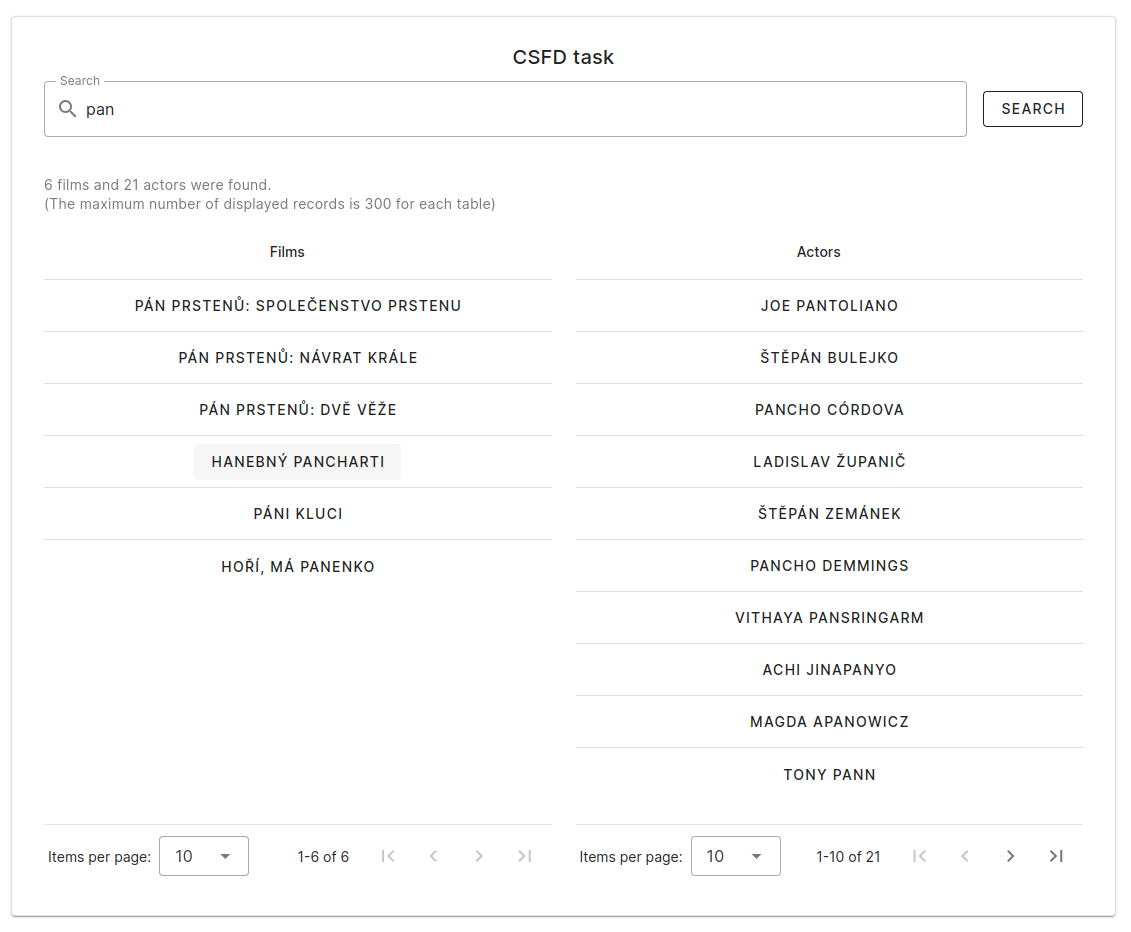 CSFD task
Search
pan
SEARCH
6 films and 21 actors were found.
(The maximum number of displayed records is 300 for each table)
Films
PÁN PRSTENŮ: SPOLEČENSTVO PRSTENU
PÁN PRSTENŮ: NÁVRAT KRÁLE
PÁN PRSTENŮ: DVĚ VĚŽE
HANEBNÝ PANCHARTI
PÁNI KLUCI
HOŘÍ, MÁ PANENKO
Items per page: 10 1-6 of 6
Actors
JOE PANTOLIANO
ŠTĚPÁN BULEJKO
PANCHO CÓRDOVA
LADISLAV ŽUPANIČ
ŠTĚPÁN ZEMÁNEK
PANCHO DEMMINGS
VITHAYA PANSRINGARM
ACHI JINAPANYO
MAGDA APANOWICZ
TONY PANN
Items per page: 10 1-10 of 21